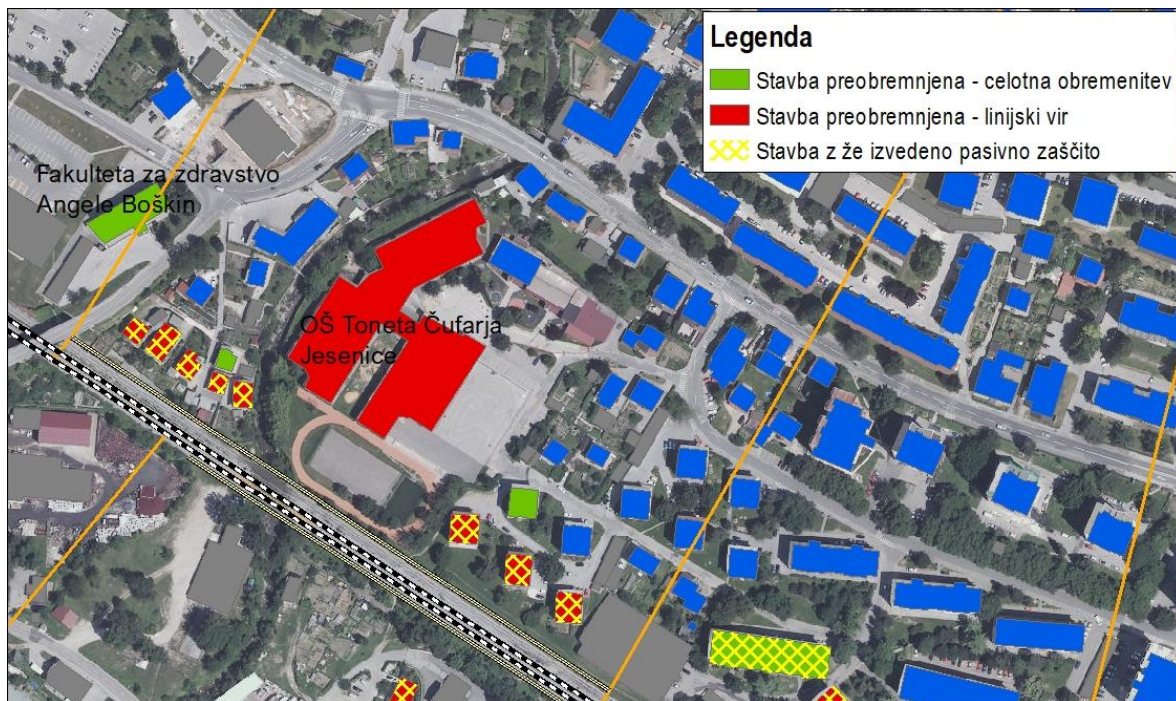 Legenda
Stavba preobremnjena - celotna obremenitev
Stavba preobremnjena - linijski vir
Stavba z že izvedeno pasivno zaščito
Fakulteta za zdravstvo
Angele Boškin
OŠ Toneta Čufarja
Jesenice